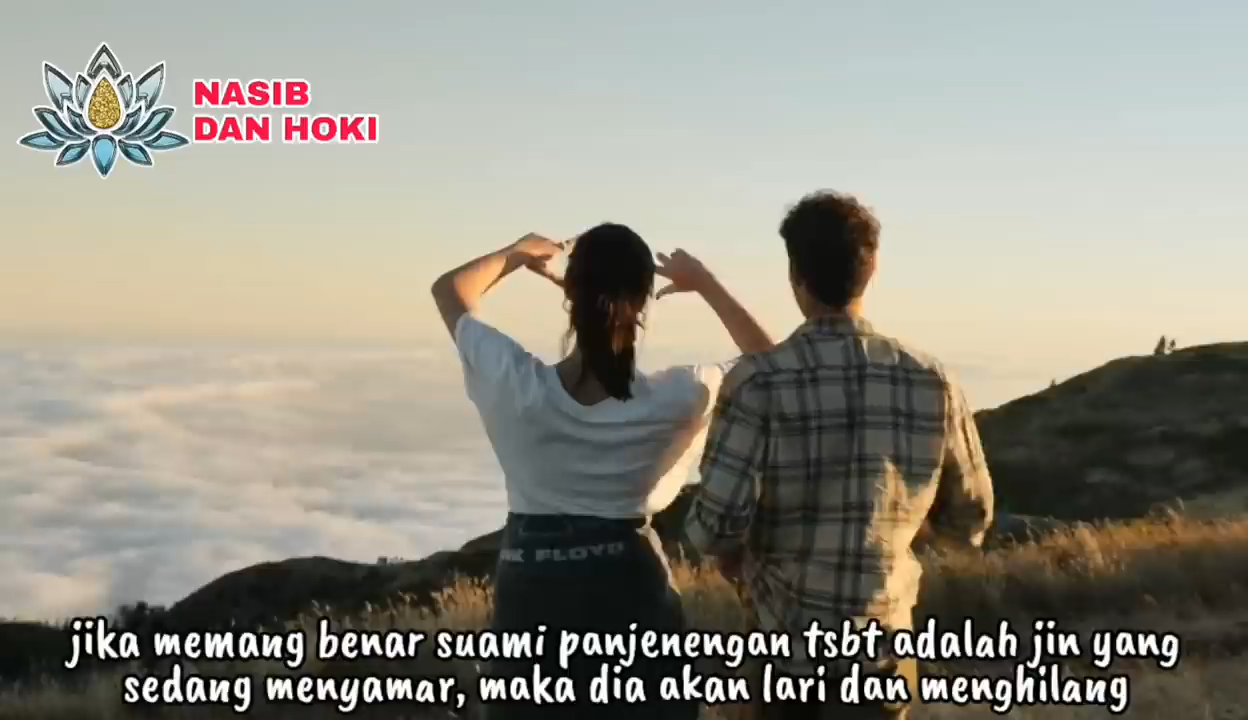 NASIB
DAN HOKI
FLOYD
jika memang benar suami panjenengan tsbt adalah jin yang
sedang menyamar, maka dia akan lari dan menghilang